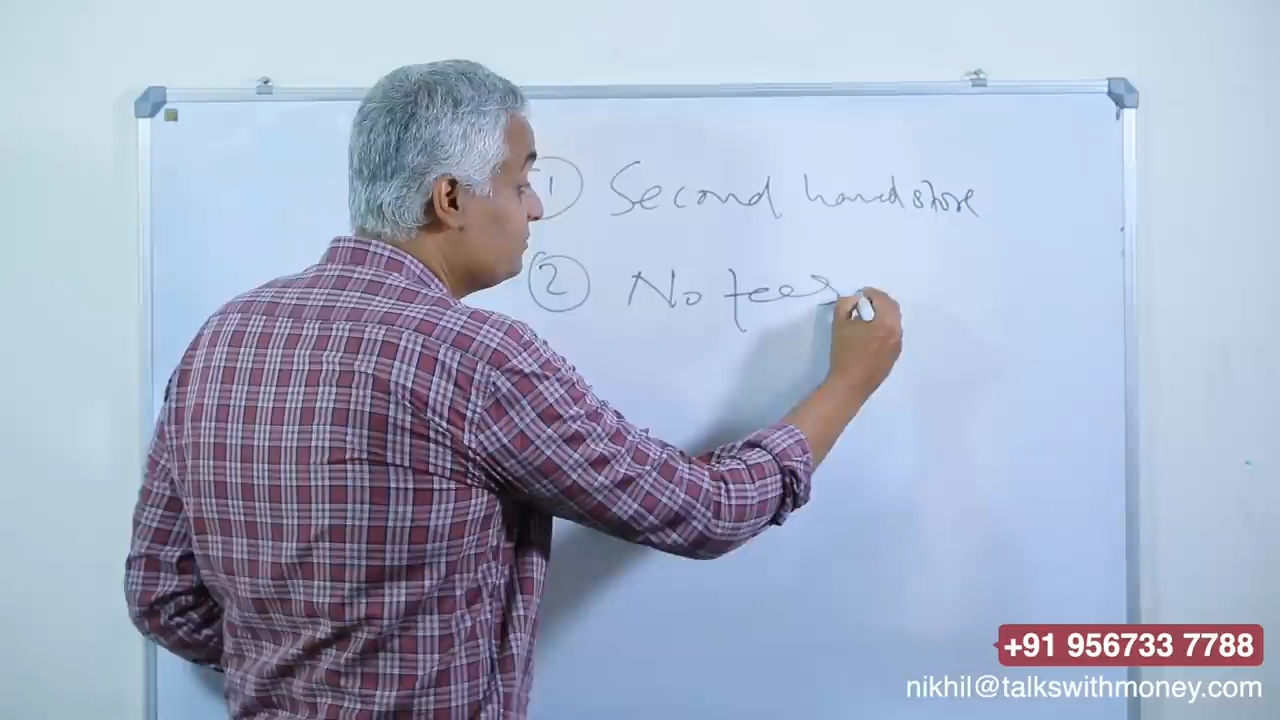 ① Second hand store
② No fees
+91 956733 7788
nikhil@talkswithmoney.com